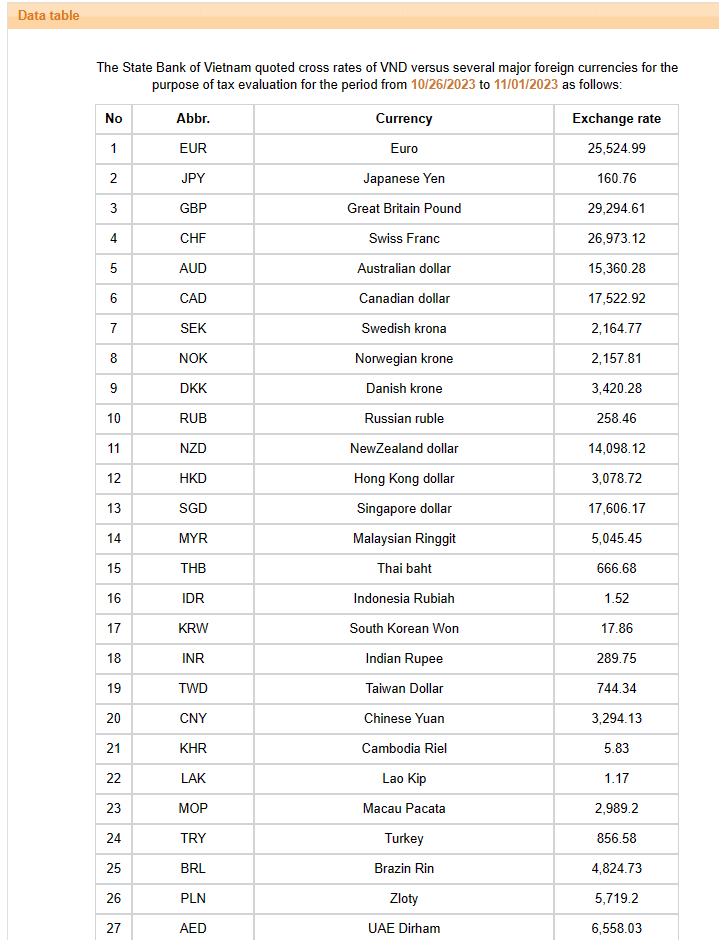 Data table
The State Bank of Vietnam quoted cross rates of VND versus several major foreign currencies for the
purpose of tax evaluation for the period from 10/26/2023 to 11/01/2023 as follows:
No Abbr. Currency Exchange rate
1 EUR Euro 25,524.99
2 JPY Japanese Yen 160.76
3 GBP Great Britain Pound 29,294.61
4 CHF Swiss Franc 26,973.12
5 AUD Australian dollar 15,360.28
6 CAD Canadian dollar 17,522.92
7 SEK Swedish krona 2,164.77
8 NOK Norwegian krone 2,157.81
9 DKK Danish krone 3,420.28
10 RUB Russian ruble 258.46
11 NZD NewZealand dollar 14,098.12
12 HKD Hong Kong dollar 3,078.72
13 SGD Singapore dollar 17,606.17
14 MYR Malaysian Ringgit 5,045.45
15 THB Thai baht 666.68
16 IDR Indonesia Rubiah 1.52
17 KRW South Korean Won 17.86
18 INR Indian Rupee 289.75
19 TWD Taiwan Dollar 744.34
20 CNY Chinese Yuan 3,294.13
21 KHR Cambodia Riel 5.83
22 LAK Lao Kip 1.17
23 MOP Macau Pacata 2,989.2
24 TRY Turkey 856.58
25 BRL Brazin Rin 4,824.73
26 PLN Zloty 5,719.2
27 AED UAE Dirham 6,558.03